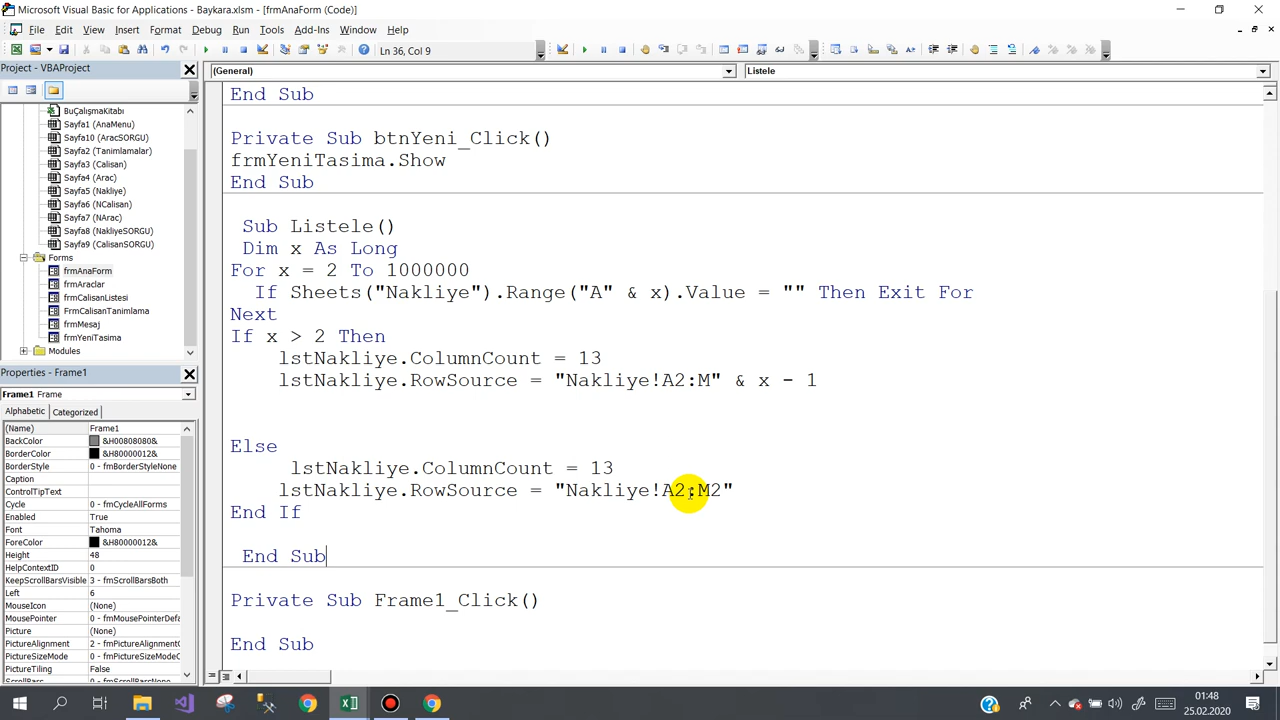 Microsoft Visual Basic for Applications - Baykara.xlsm - [frmAnaForm (Code)]
File Edit View Insert Format Debug Run Tools Add-Ins Window Help
Ln 36, Col 9
Project - VBAProject
(General)
Listele
BuÇalışmaKitabı
Sayfa1 (AnaMenu)
Sayfa10 (AracSORGU)
Sayfa2 (Tanimlamalar)
Sayfa3 (Calisan)
Sayfa4 (Arac)
Sayfa5 (Nakliye)
Sayfa6 (NCalisan)
Sayfa7 (NArac)
Sayfa8 (NakliyeSORGU)
Sayfa9 (CalisanSORGU)
Forms
frmAnaForm
frmAraclar
frmCalisanListesi
FrmCalisanTanimlama
frmMesaj
frmYeniTasima
Modules
Properties - Frame1
Frame1 Frame
Alphabetic Categorized
(Name) Frame1
BackColor &H00808080&
BorderColor &H80000012&
BorderStyle 0 - fmBorderStyleNone
Caption
ControlTipText
Cycle 0 - fmCycleAllForms
Enabled True
Font Tahoma
ForeColor &H80000012&
Height 48
HelpContextID 0
KeepScrollBarsVisible 3 - fmScrollBarsBoth
Left 6
MouseIcon (None)
MousePointer 0 - fmMousePointerDefa
Picture (None)
PictureAlignment 2 - fmPictureAlignmentC
PictureSizeMode 0 - fmPictureSizeModeC
PictureTiling False
End Sub
Private Sub btnYeni_Click()
frmYeniTasima.Show
End Sub
Sub Listele()
Dim x As Long
For x = 2 To 1000000
If Sheets("Nakliye").Range("A" & x).Value = "" Then Exit For
Next
If x > 2 Then
lstNakliye.ColumnCount = 13
lstNakliye.RowSource = "Nakliye!A2:M" & x - 1
Else
lstNakliye.ColumnCount = 13
lstNakliye.RowSource = "Nakliye!A2:M2"
End If
End Sub
Private Sub Frame1_Click()
End Sub
01:48
25.02.2020